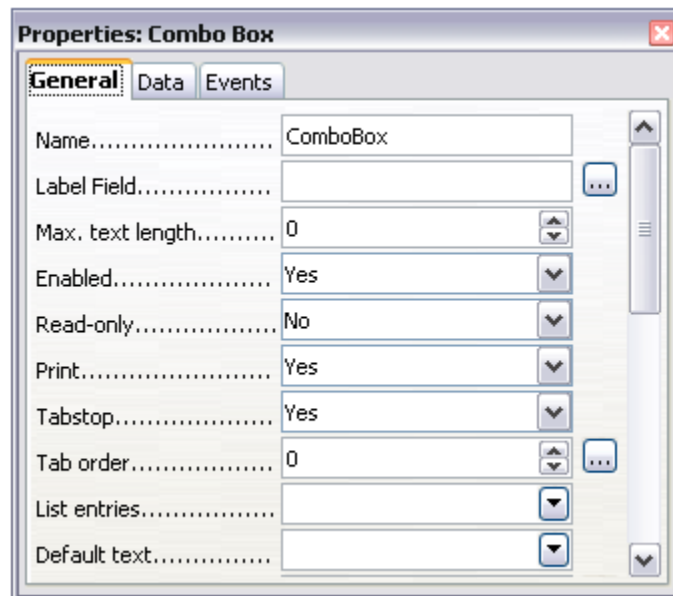 Properties: Combo Box
General Data Events
Name....................... ComboBox
Label Field.................
Max. text length.......... 0
Enabled.................... Yes
Read-only.................. No
Print........................ Yes
Tabstop.................... Yes
Tab order.................. 0
List entries.................
Default text...............